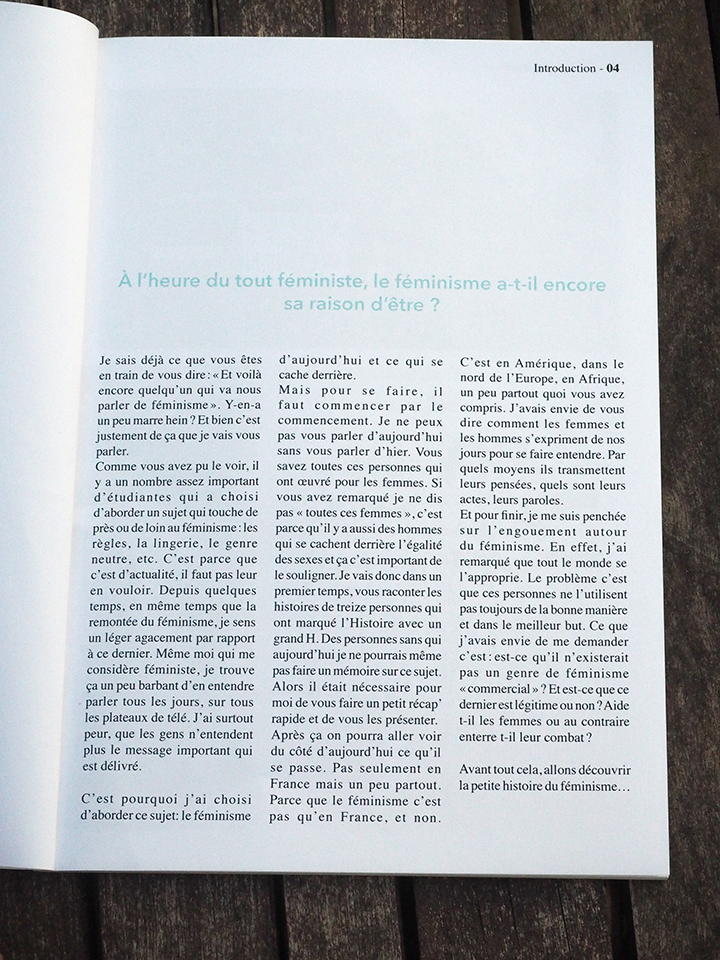 Introduction - 04
À l'heure du tout féministe, le féminisme a-t-il encore
sa raison d'être ?
Je sais déjà ce que vous êtes
en train de vous dire : « Et voilà
encore quelqu'un qui va nous
parler de féminisme ». Y-en-a
un peu marre hein ? Et bien c'est
justement de ça que je vais vous
parler.
Comme vous avez pu le voir, il
y a un nombre assez important
d'étudiantes qui a choisi
d'aborder un sujet qui touche de
près ou de loin au féminisme : les
règles, la lingerie, le genre
neutre, etc. C'est parce que
c'est d'actualité, il faut pas leur
en vouloir. Depuis quelques
temps, en même temps que la
remontée du féminisme, je sens
un léger agacement par rapport
à ce dernier. Même moi qui me
considère féministe, je trouve
ça un peu barbant d'en entendre
parler tous les jours, sur tous
les plateaux de télé. J'ai surtout
peur, que les gens n'entendent
plus le message important qui
est délivré.
C'est pourquoi j'ai choisi
d'aborder ce sujet: le féminisme
d'aujourd'hui et ce qui se
cache derrière.
Mais pour se faire, il
faut commencer par le
commencement. Je ne peux
pas vous parler d'aujourd'hui
sans vous parler d'hier. Vous
savez toutes ces personnes qui
ont œuvré pour les femmes. Si
vous avez remarqué je ne dis
pas « toutes ces femmes », c'est
parce qu'il y a aussi des hommes
qui se cachent derrière l'égalité
des sexes et ça c'est important de
le souligner. Je vais donc dans un
premier temps, vous raconter les
histoires de treize personnes qui
ont marqué l'Histoire avec un
grand H. Des personnes sans qui
aujourd'hui je ne pourrais même
pas faire un mémoire sur ce sujet.
Alors il était nécessaire pour
moi de vous faire un petit récap'
rapide et de vous les présenter.
Après ça on pourra aller voir
du côté d'aujourd'hui ce qu'il
se passe. Pas seulement en
France mais un peu partout.
Parce que le féminisme c'est
pas qu'en France, et non.
C'est en Amérique, dans le
nord de l'Europe, en Afrique,
un peu partout quoi vous avez
compris. J'avais envie de vous
dire comment les femmes et
les hommes s'expriment de nos
jours pour se faire entendre. Par
quels moyens ils transmettent
leurs pensées, quels sont leurs
actes, leurs paroles.
Et pour finir, je me suis penchée
sur l'engouement autour
du féminisme. En effet, j'ai
remarqué que tout le monde se
l'approprie. Le problème c'est
que ces personnes ne l'utilisent
pas toujours de la bonne manière
et dans le meilleur but. Ce que
j'avais envie de me demander
c'est : est-ce qu'il n'existerait
pas un genre de féminisme
« commercial » ? Et est-ce que ce
dernier est légitime ou non ? Aide
t-il les femmes ou au contraire
enterre t-il leur combat ?
Avant tout cela, allons découvrir
la petite histoire du féminisme…